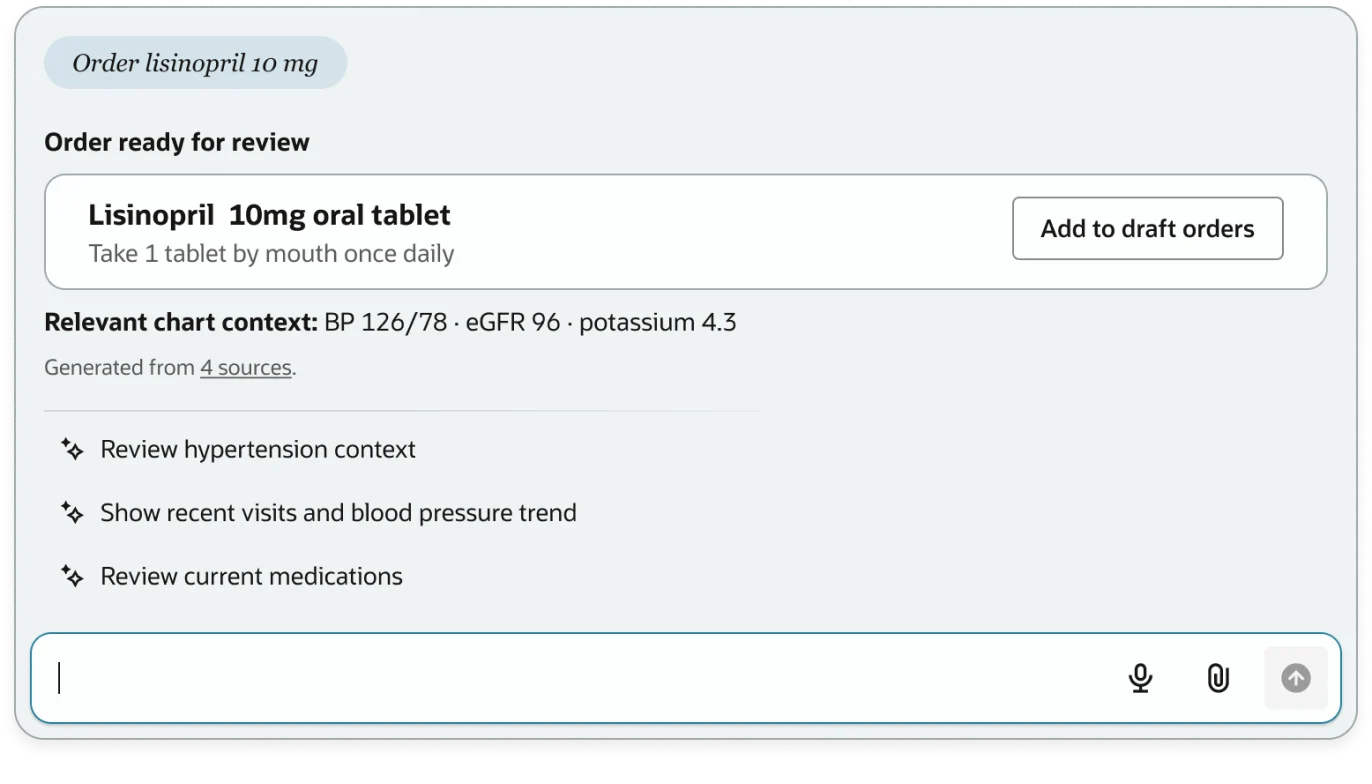 Order lisinopril 10 mg
Order ready for review
Lisinopril 10mg oral tablet
Take 1 tablet by mouth once daily
Add to draft orders
Relevant chart context: BP 126/78 · eGFR 96 · potassium 4.3
Generated from 4 sources.
Review hypertension context
Show recent visits and blood pressure trend
Review current medications